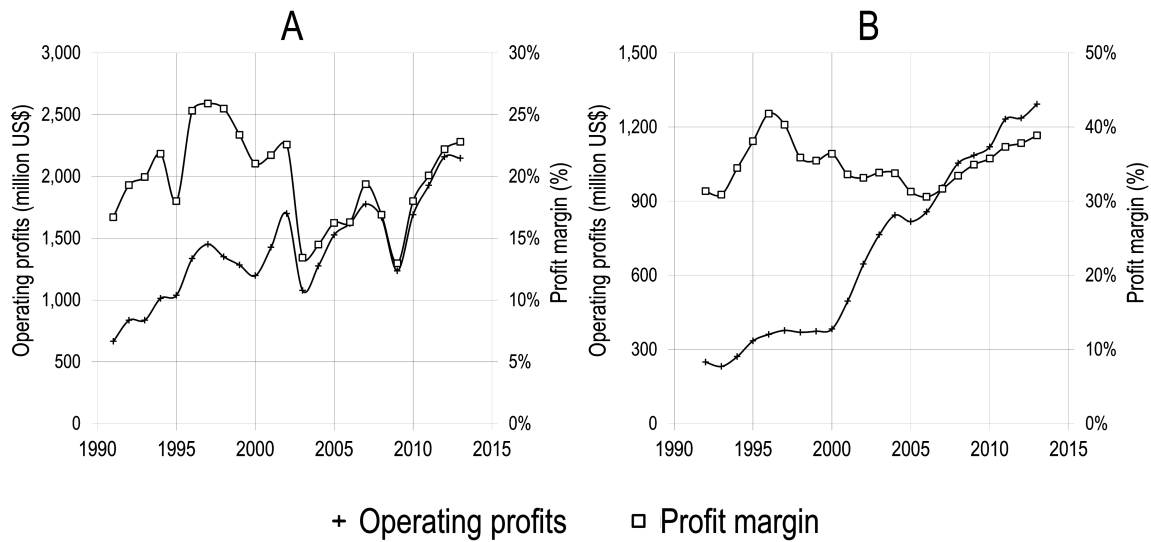 A
3,000
2,500
2,000
1,500
1,000
500
0
Operating profits (million US$)
30%
25%
20%
15%
10%
5%
0%
Profit margin (%)
1990 1995 2000 2005 2010 2015
B
1,500
1,200
900
600
300
0
Operating profits (million US$)
50%
40%
30%
20%
10%
0%
Profit margin (%)
1990 1995 2000 2005 2010 2015
Operating profits Profit margin